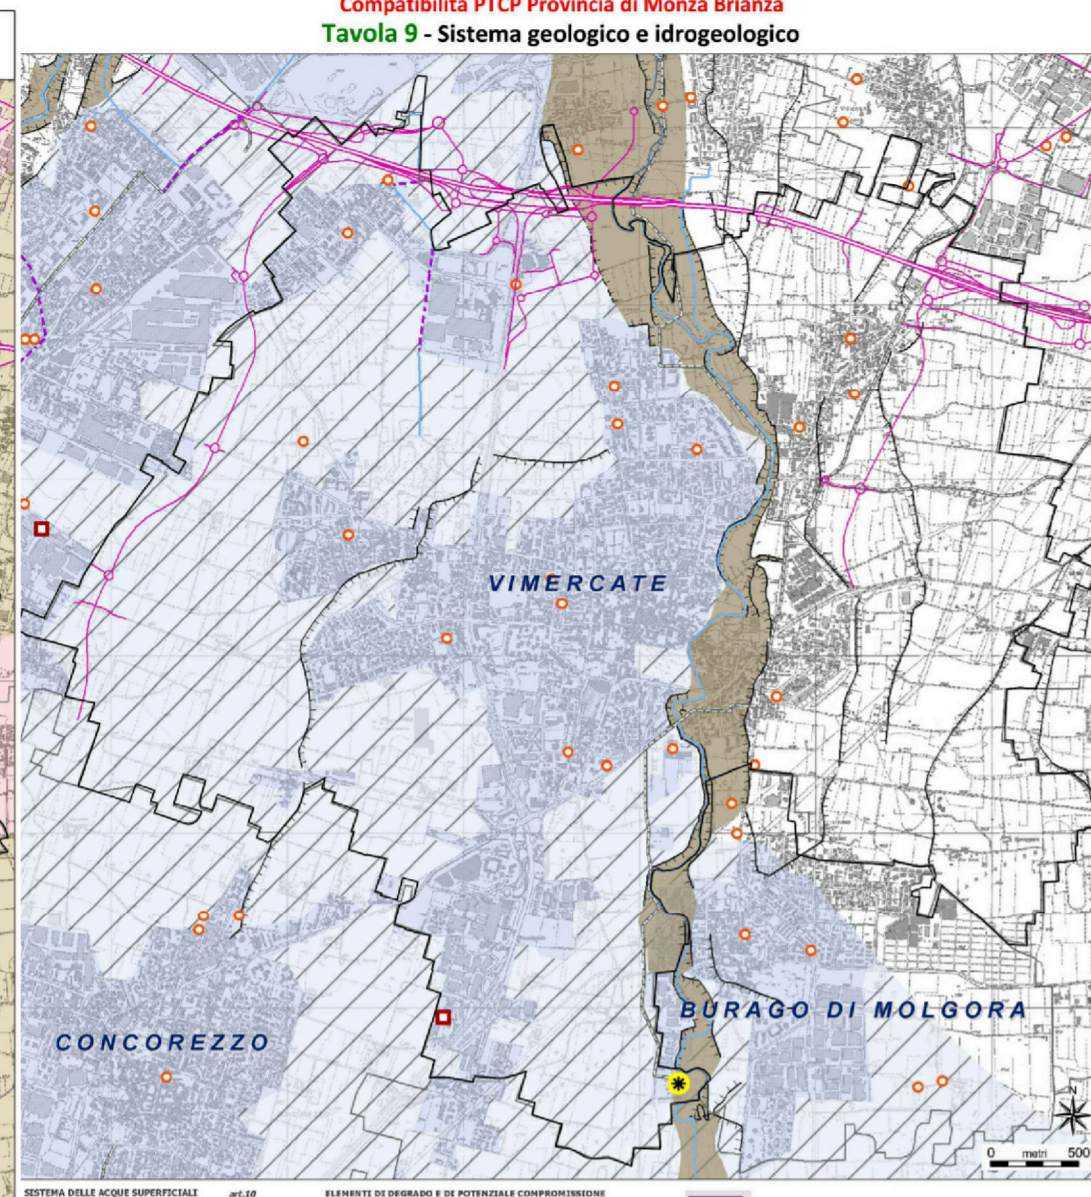 Compatibilità PTCP Provincia di Monza Brianza
Tavola 9 - Sistema geologico e idrogeologico
VIMERCATE
BURAGO DI MOLGORA
CONCOREZZO
0 metri 500
SISTEMA DELLE ACQUE SUPERFICIALI art.10 ELEMENTI DI DEGRADO E DI POTENZIALE COMPROMISSIONE